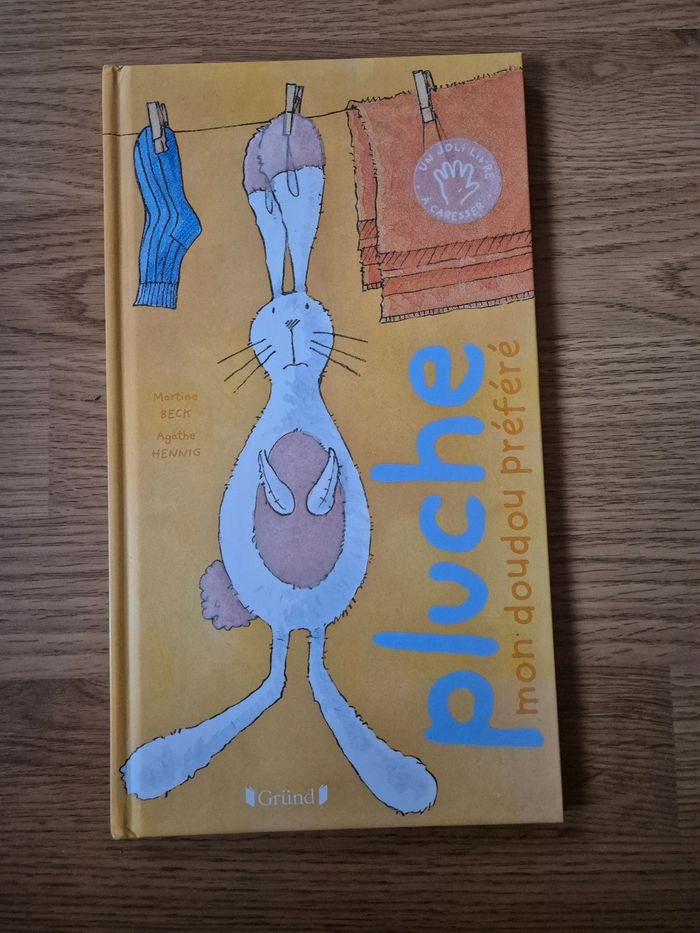 UN JOLI LIVRE
À CARESSER
Martine
BECK
Agathe
HENNIG
pluche
mon doudou préféré
Gründ